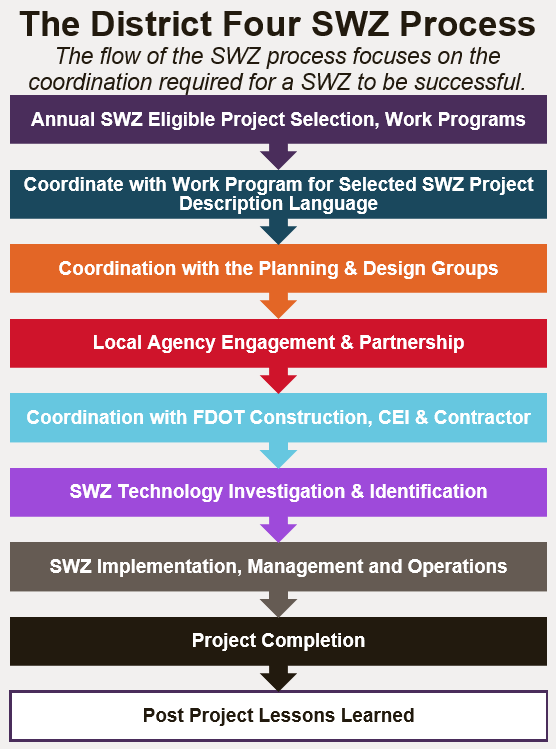 The District Four SWZ Process
The flow of the SWZ process focuses on the
coordination required for a SWZ to be successful.
Annual SWZ Eligible Project Selection, Work Programs
Coordinate with Work Program for Selected SWZ Project
Description Language
Coordination with the Planning & Design Groups
Local Agency Engagement & Partnership
Coordination with FDOT Construction, CEI & Contractor
SWZ Technology Investigation & Identification
SWZ Implementation, Management and Operations
Project Completion
Post Project Lessons Learned